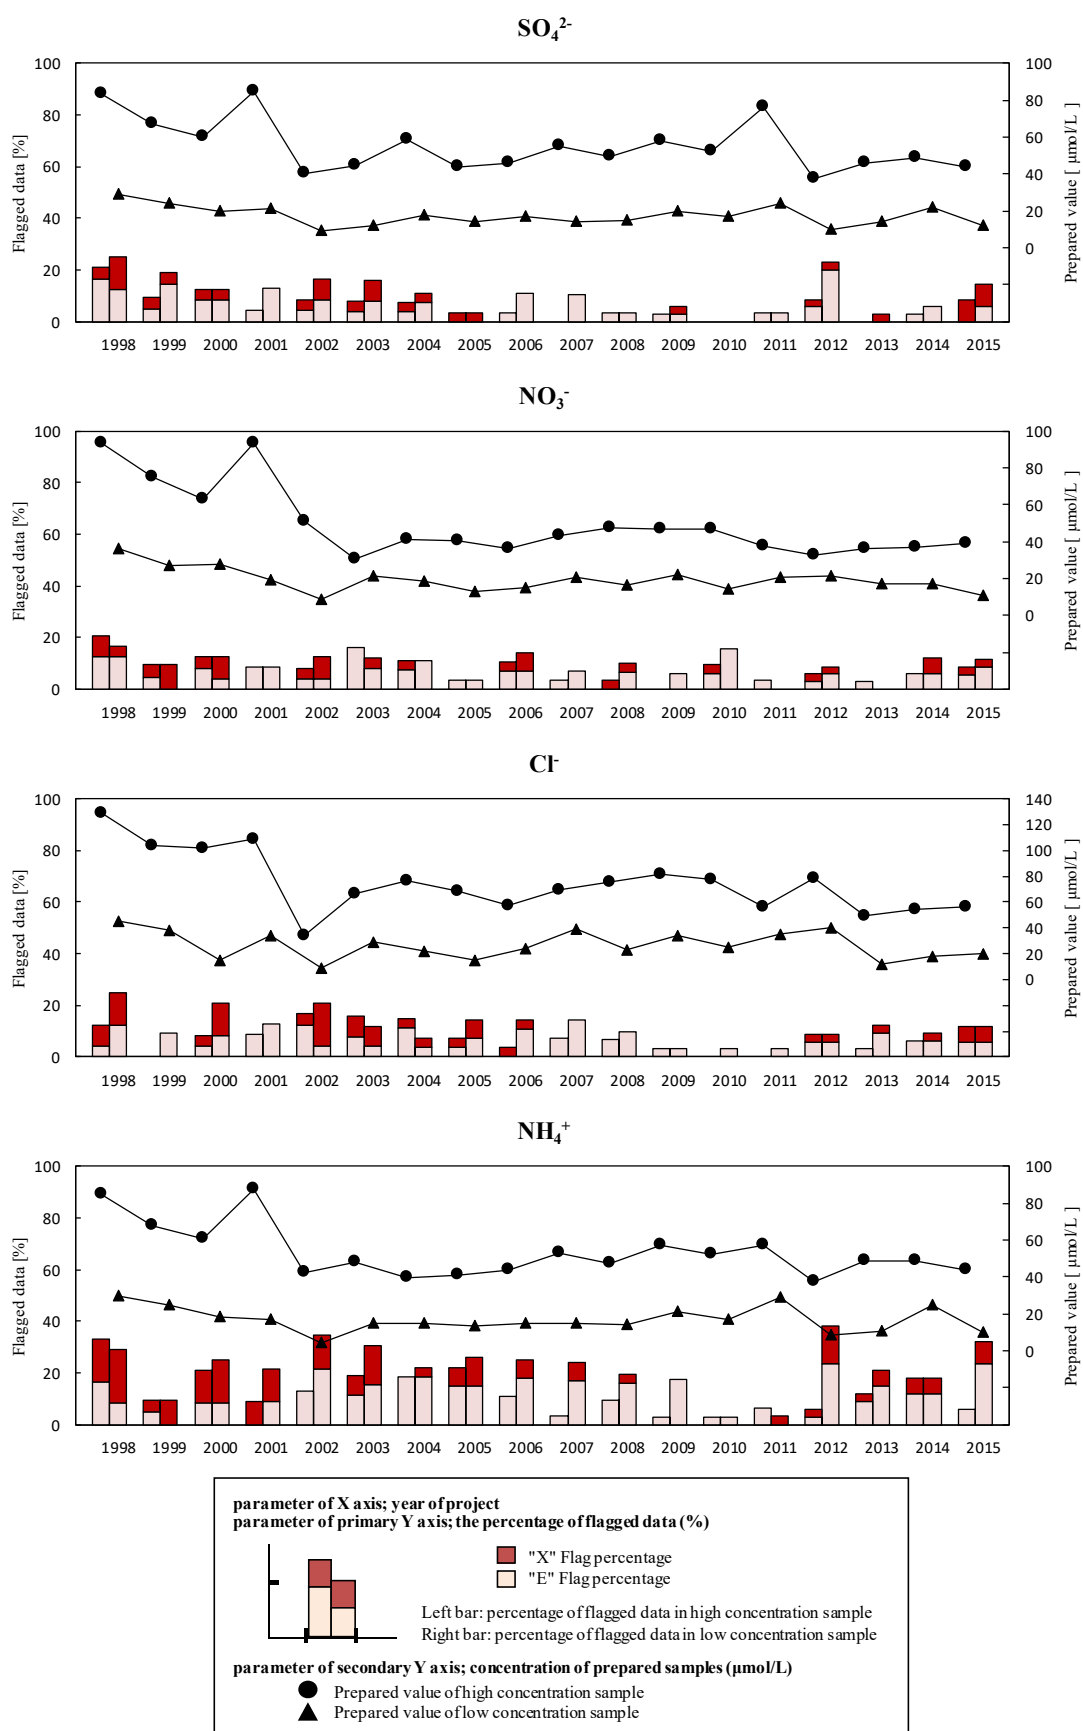 SO₄²⁻
100 100
80 80
60 60
40 40
20 20
0 0
Flagged data [%]
Prepared value [ µmol/L ]
1998 1999 2000 2001 2002 2003 2004 2005 2006 2007 2008 2009 2010 2011 2012 2013 2014 2015
NO₃⁻
100 100
80 80
60 60
40 40
20 20
0 0
Flagged data [%]
Prepared value [ µmol/L ]
1998 1999 2000 2001 2002 2003 2004 2005 2006 2007 2008 2009 2010 2011 2012 2013 2014 2015
Cl⁻
100 140
120
80 100
60 80
60
40 40
20
20 0
0
Flagged data [%]
Prepared value [ µmol/L ]
1998 1999 2000 2001 2002 2003 2004 2005 2006 2007 2008 2009 2010 2011 2012 2013 2014 2015
NH₄⁺
100 100
80 80
60 60
40 40
20 20
0 0
Flagged data [%]
Prepared value [ µmol/L ]
1998 1999 2000 2001 2002 2003 2004 2005 2006 2007 2008 2009 2010 2011 2012 2013 2014 2015
parameter of X axis; year of project
parameter of primary Y axis; the percentage of flagged data (%)
"X" Flag percentage
"E" Flag percentage
Left bar: percentage of flagged data in high concentration sample
Right bar: percentage of flagged data in low concentration sample
parameter of secondary Y axis; concentration of prepared samples (µmol/L)
Prepared value of high concentration sample
Prepared value of low concentration sample